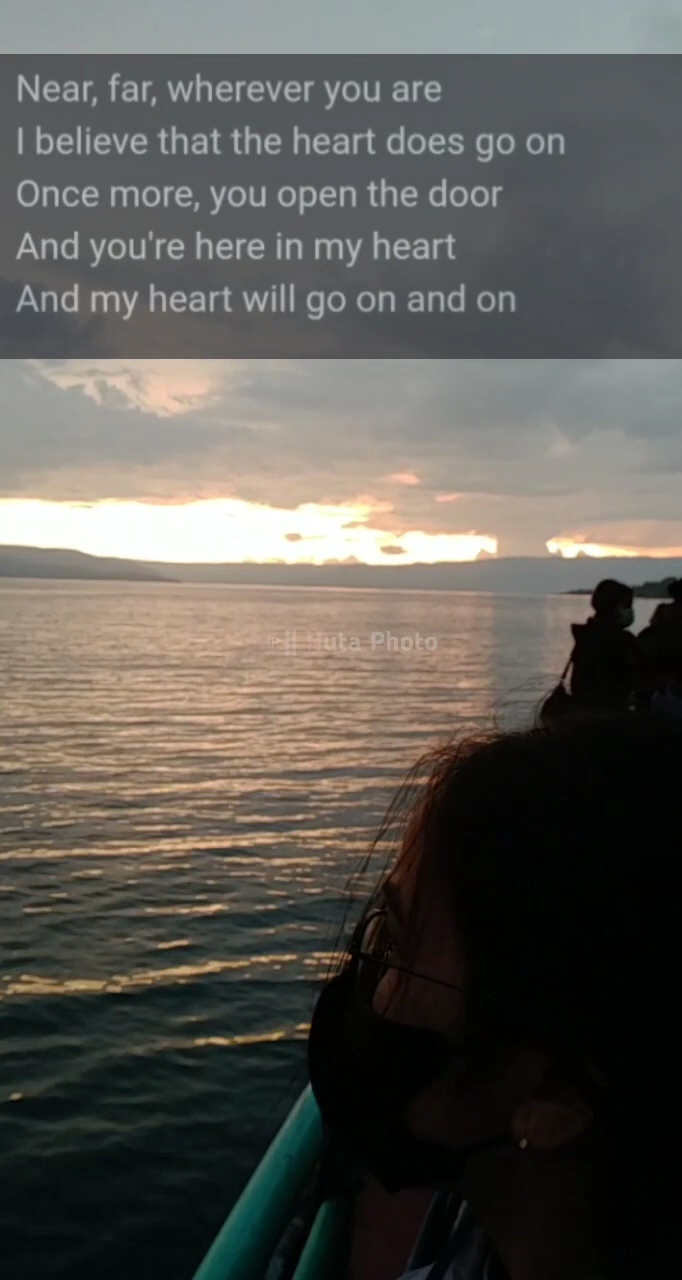 Near, far, wherever you are
I believe that the heart does go on
Once more, you open the door
And you're here in my heart
And my heart will go on and on
Photo